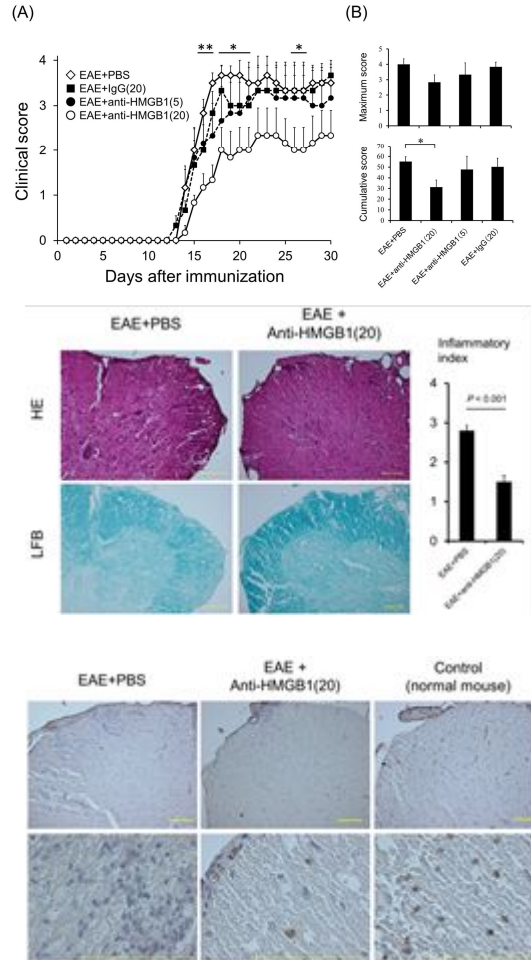 (A)
**
*
*
4
3
2
1
0
Clinical score
EAE+PBS
EAE+IgG(20)
EAE+anti-HMGB1(5)
EAE+anti-HMGB1(20)
0
5
10
15
20
25
30
Days after immunization
(B)
Maximum score
5
4
3
2
1
0
Cumulative score
70
60
50
40
30
20
10
0
*
EAE+PBS
EAE+anti-HMGB1(20)
EAE+anti-HMGB1(5)
EAE+IgG(20)
EAE+PBS
EAE +
Anti-HMGB1(20)
HE
LFB
Inflammatory
index
4
3
2
1
0
P < 0.001
EAE+PBS
EAE+anti-HMGB1(20)
EAE+PBS
EAE +
Anti-HMGB1(20)
Control
(normal mouse)